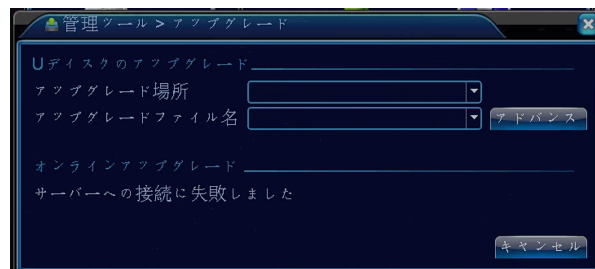 管理ツール > アップグレード
Uディスクのアップグレード
アップグレード場所
アップグレードファイル名
アドバンス
オンラインアップグレード
サーバーへの接続に失敗しました
キャンセル